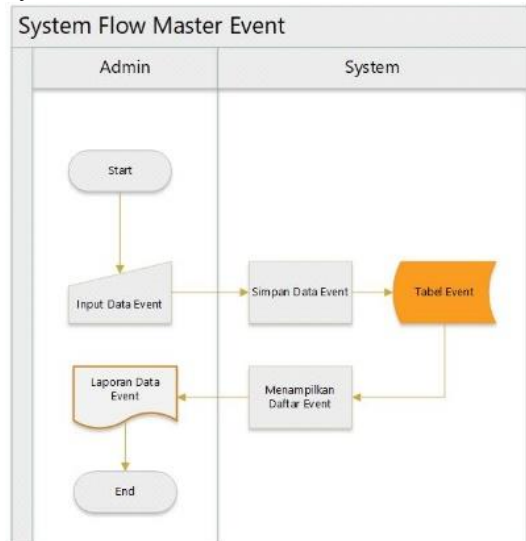 System Flow Master Event
Admin
System
Start
Input Data Event
Simpan Data Event
Tabel Event
Laporan Data
Event
Menampilkan
Daftar Event
End